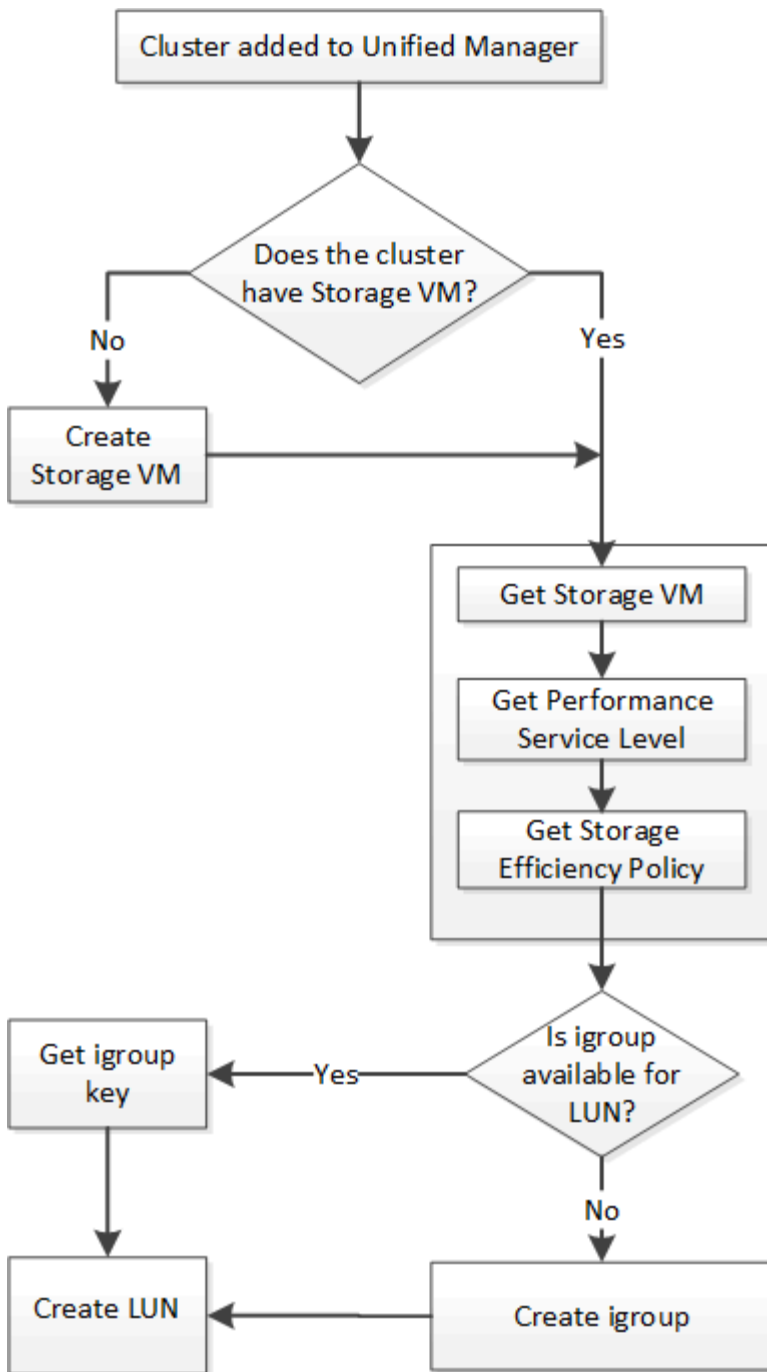 Cluster added to Unified Manager
Does the cluster
have Storage VM?
No
Yes
Create
Storage VM
Get Storage VM
Get Performance
Service Level
Get Storage
Efficiency Policy
Is igroup
available for
LUN?
Yes
Get igroup
key
No
Create LUN
Create igroup